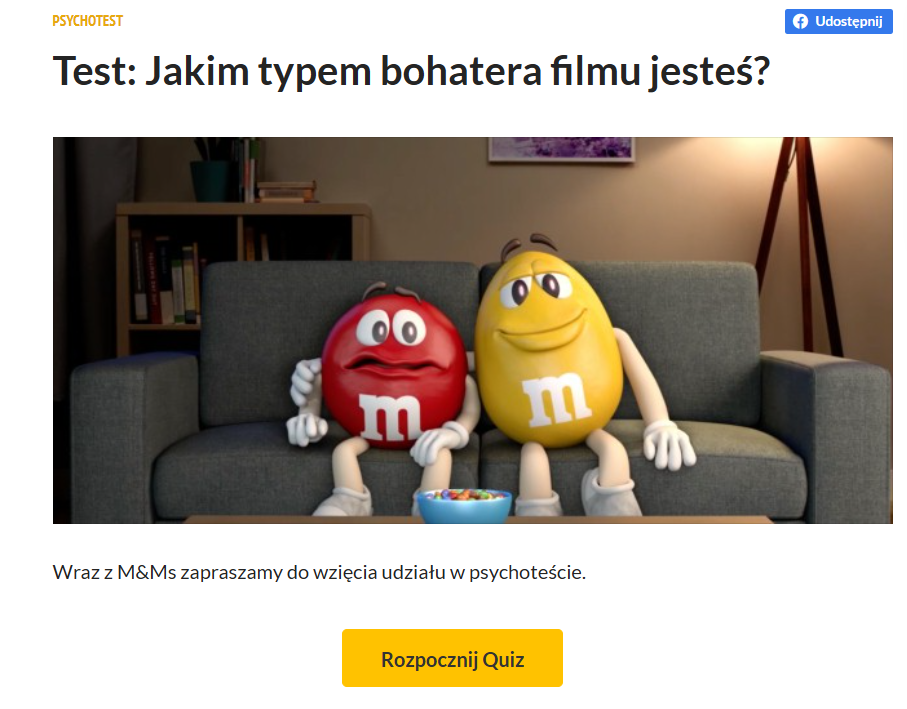 PSYCHOTEST
Udostępnij
Test: Jakim typem bohatera filmu jesteś?
m
m
Wraz z M&Ms zapraszamy do wzięcia udziału w psychoteście.
Rozpocznij Quiz